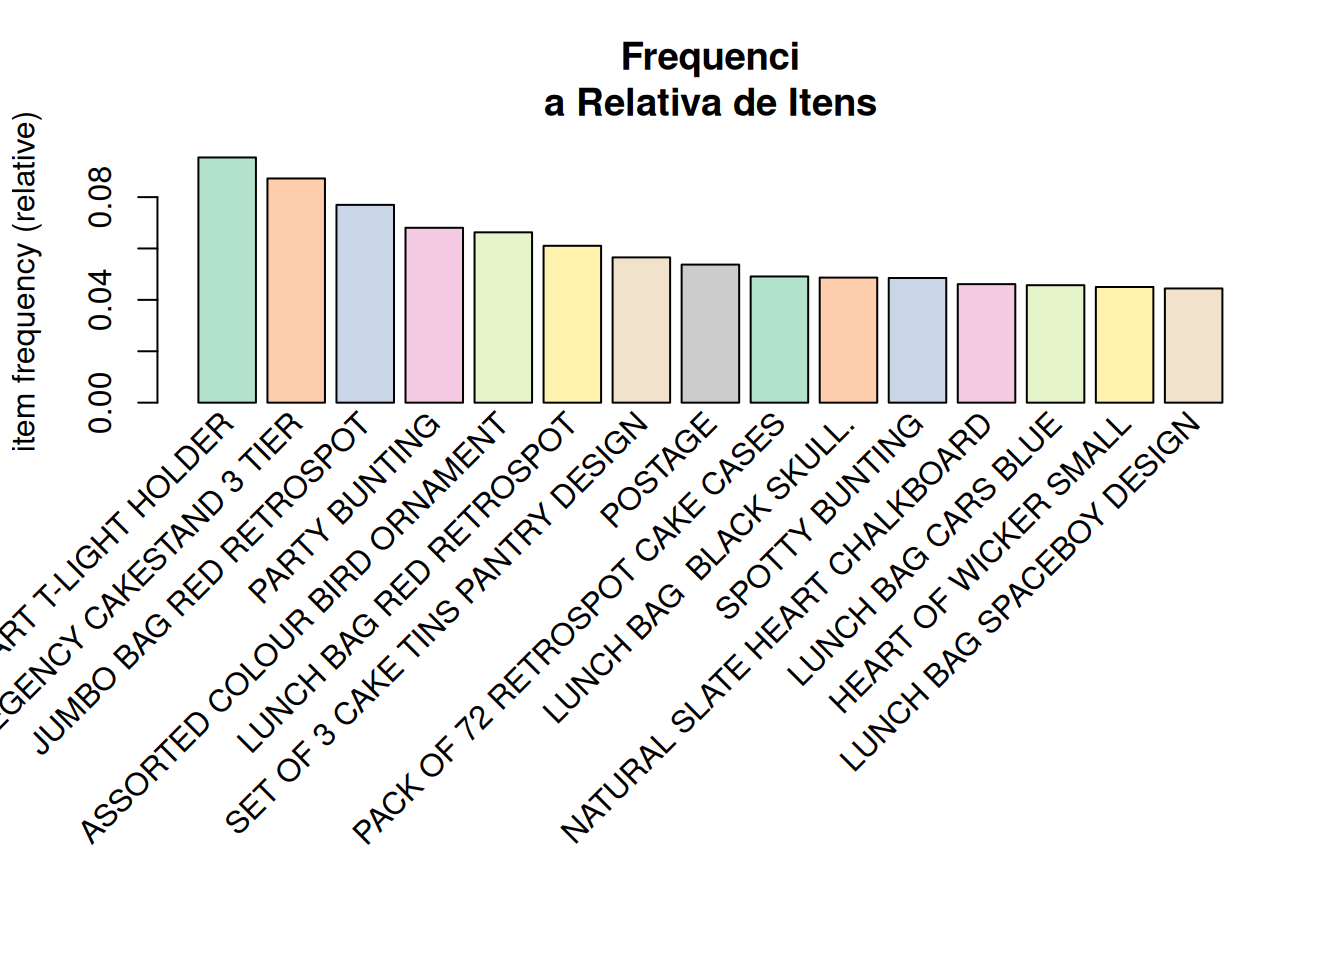 Frequenci
a Relativa de Itens
item frequency (relative)
0.08
0.04
0.00
T-LIGHT HOLDER
CAKESTAND 3 TIER
JUMBO BAG RED RETROSPOT
PARTY BUNTING
ASSORTED COLOUR BIRD ORNAMENT
LUNCH BAG RED RETROSPOT
SET OF 3 CAKE TINS PANTRY DESIGN
POSTAGE
PACK OF 72 RETROSPOT CAKE CASES
LUNCH BAG  BLACK SKULL.
SPOTTY BUNTING
NATURAL SLATE HEART CHALKBOARD
LUNCH BAG CARS BLUE
HEART OF WICKER SMALL
LUNCH BAG SPACEBOY DESIGN